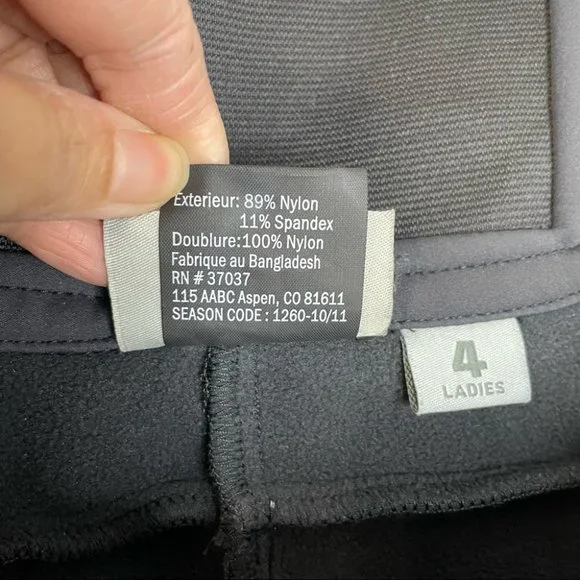 Exterieur: 89% Nylon
11% Spandex
Doublure:100% Nylon
Fabrique au Bangladesh
RN # 37037
115 AABC Aspen, CO 81611
SEASON CODE : 1260-10/11
4
LADIES